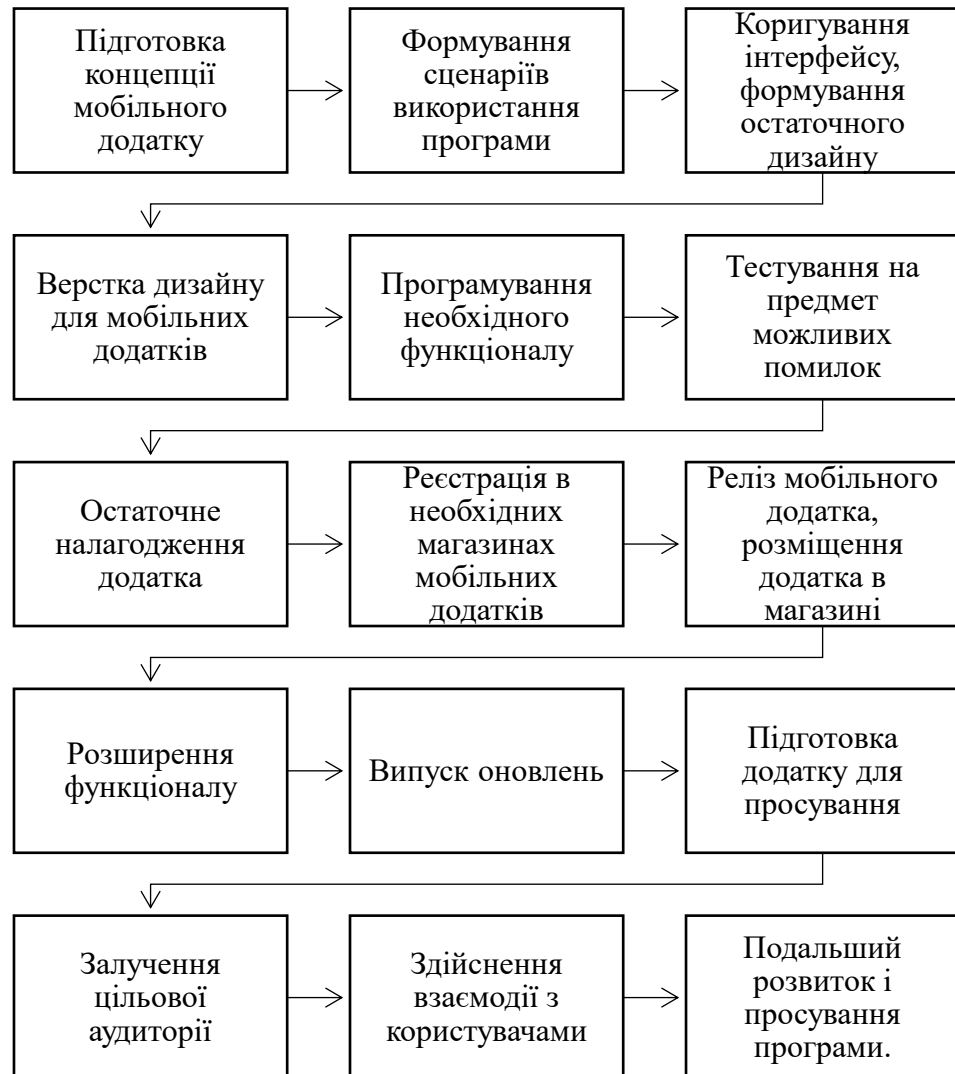 Підготовка
концепції
мобільного
додатку
Формування
сценаріїв
використання
програми
Коригування
інтерфейсу,
формування
остаточного
дизайну
Верстка дизайну
для мобільних
додатків
Програмування
необхідного
функціоналу
Тестування на
предмет
можливих
помилок
Остаточне
налагодження
додатка
Реєстрація в
необхідних
магазинах
мобільних
додатків
Реліз мобільного
додатка,
розміщення
додатка в
магазині
Розширення
функціоналу
Випуск оновлень
Підготовка
додатку для
просування
Залучення
цільової
аудиторії
Здійснення
взаємодії з
користувачами
Подальший
розвиток і
просування
програми.